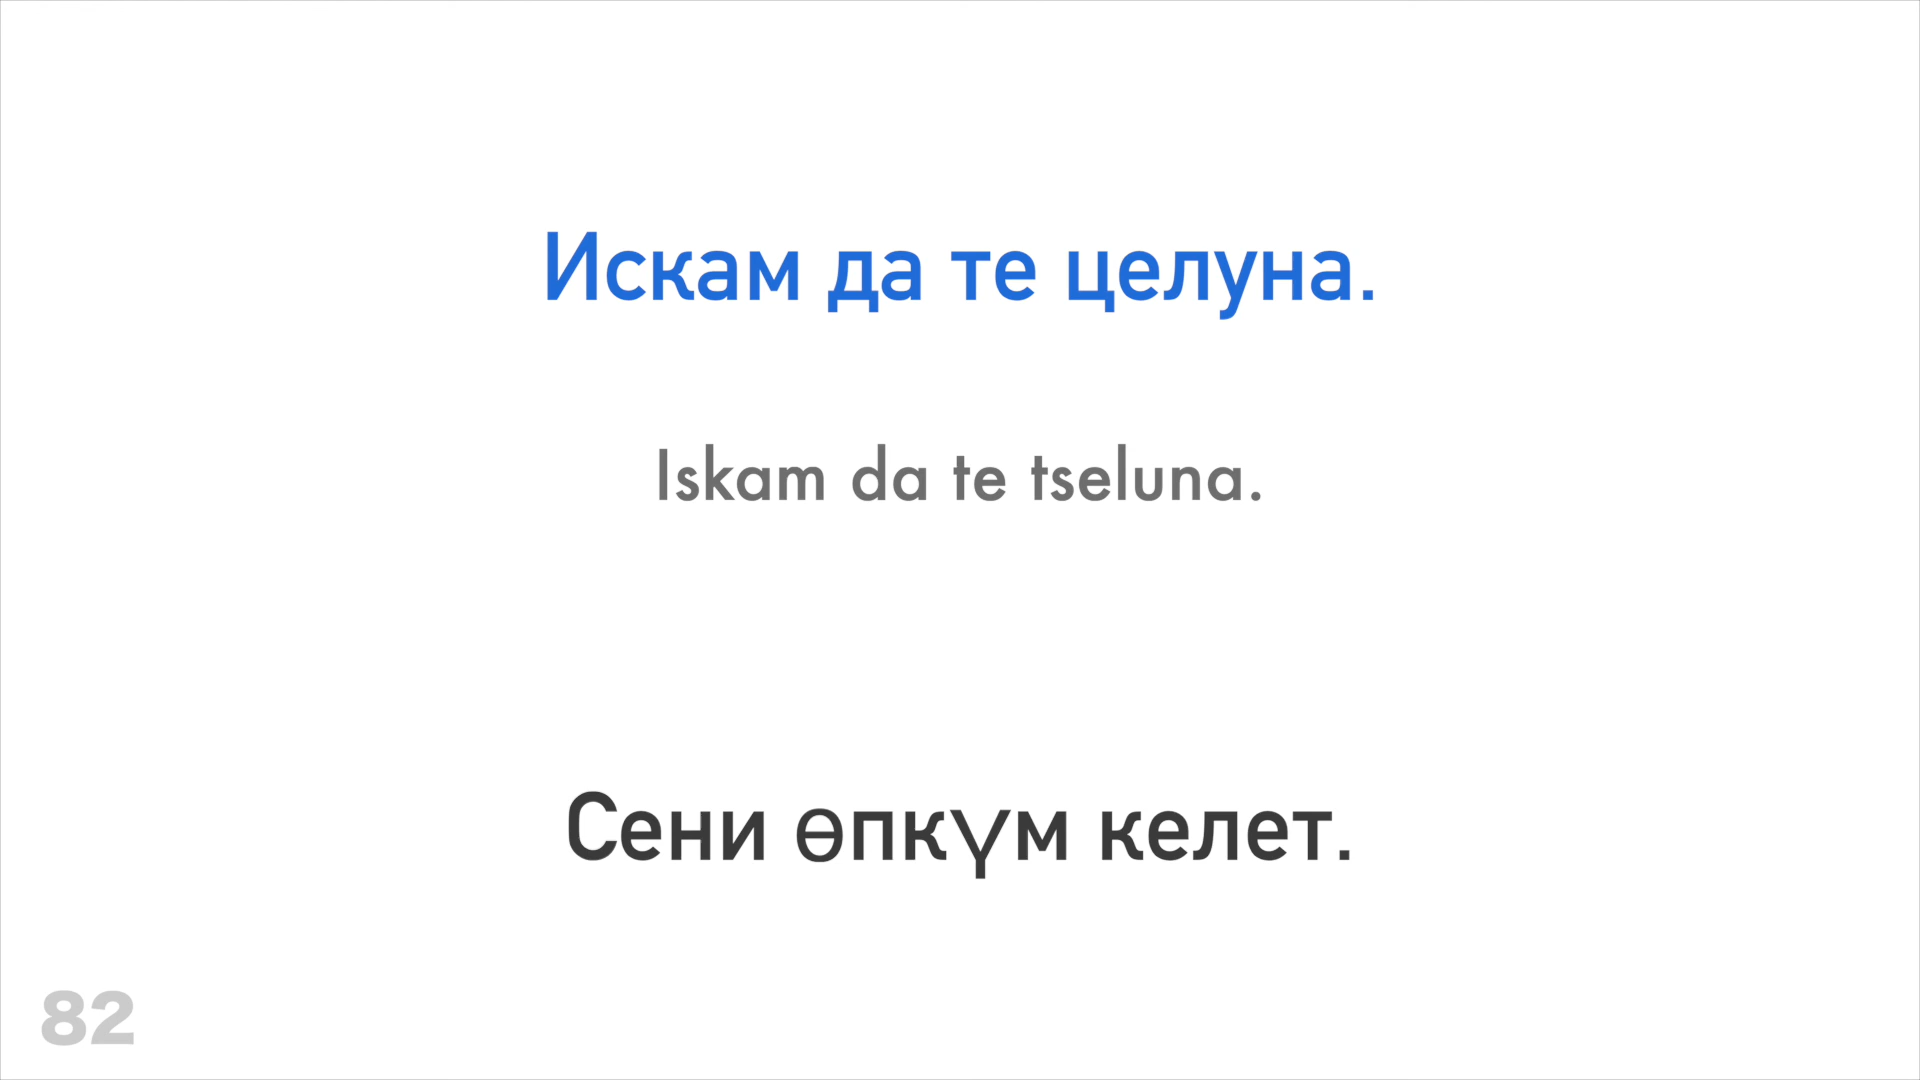 Искам да те целуна.
Iskam da te tseluna.
Сени өпкүм келет.
82